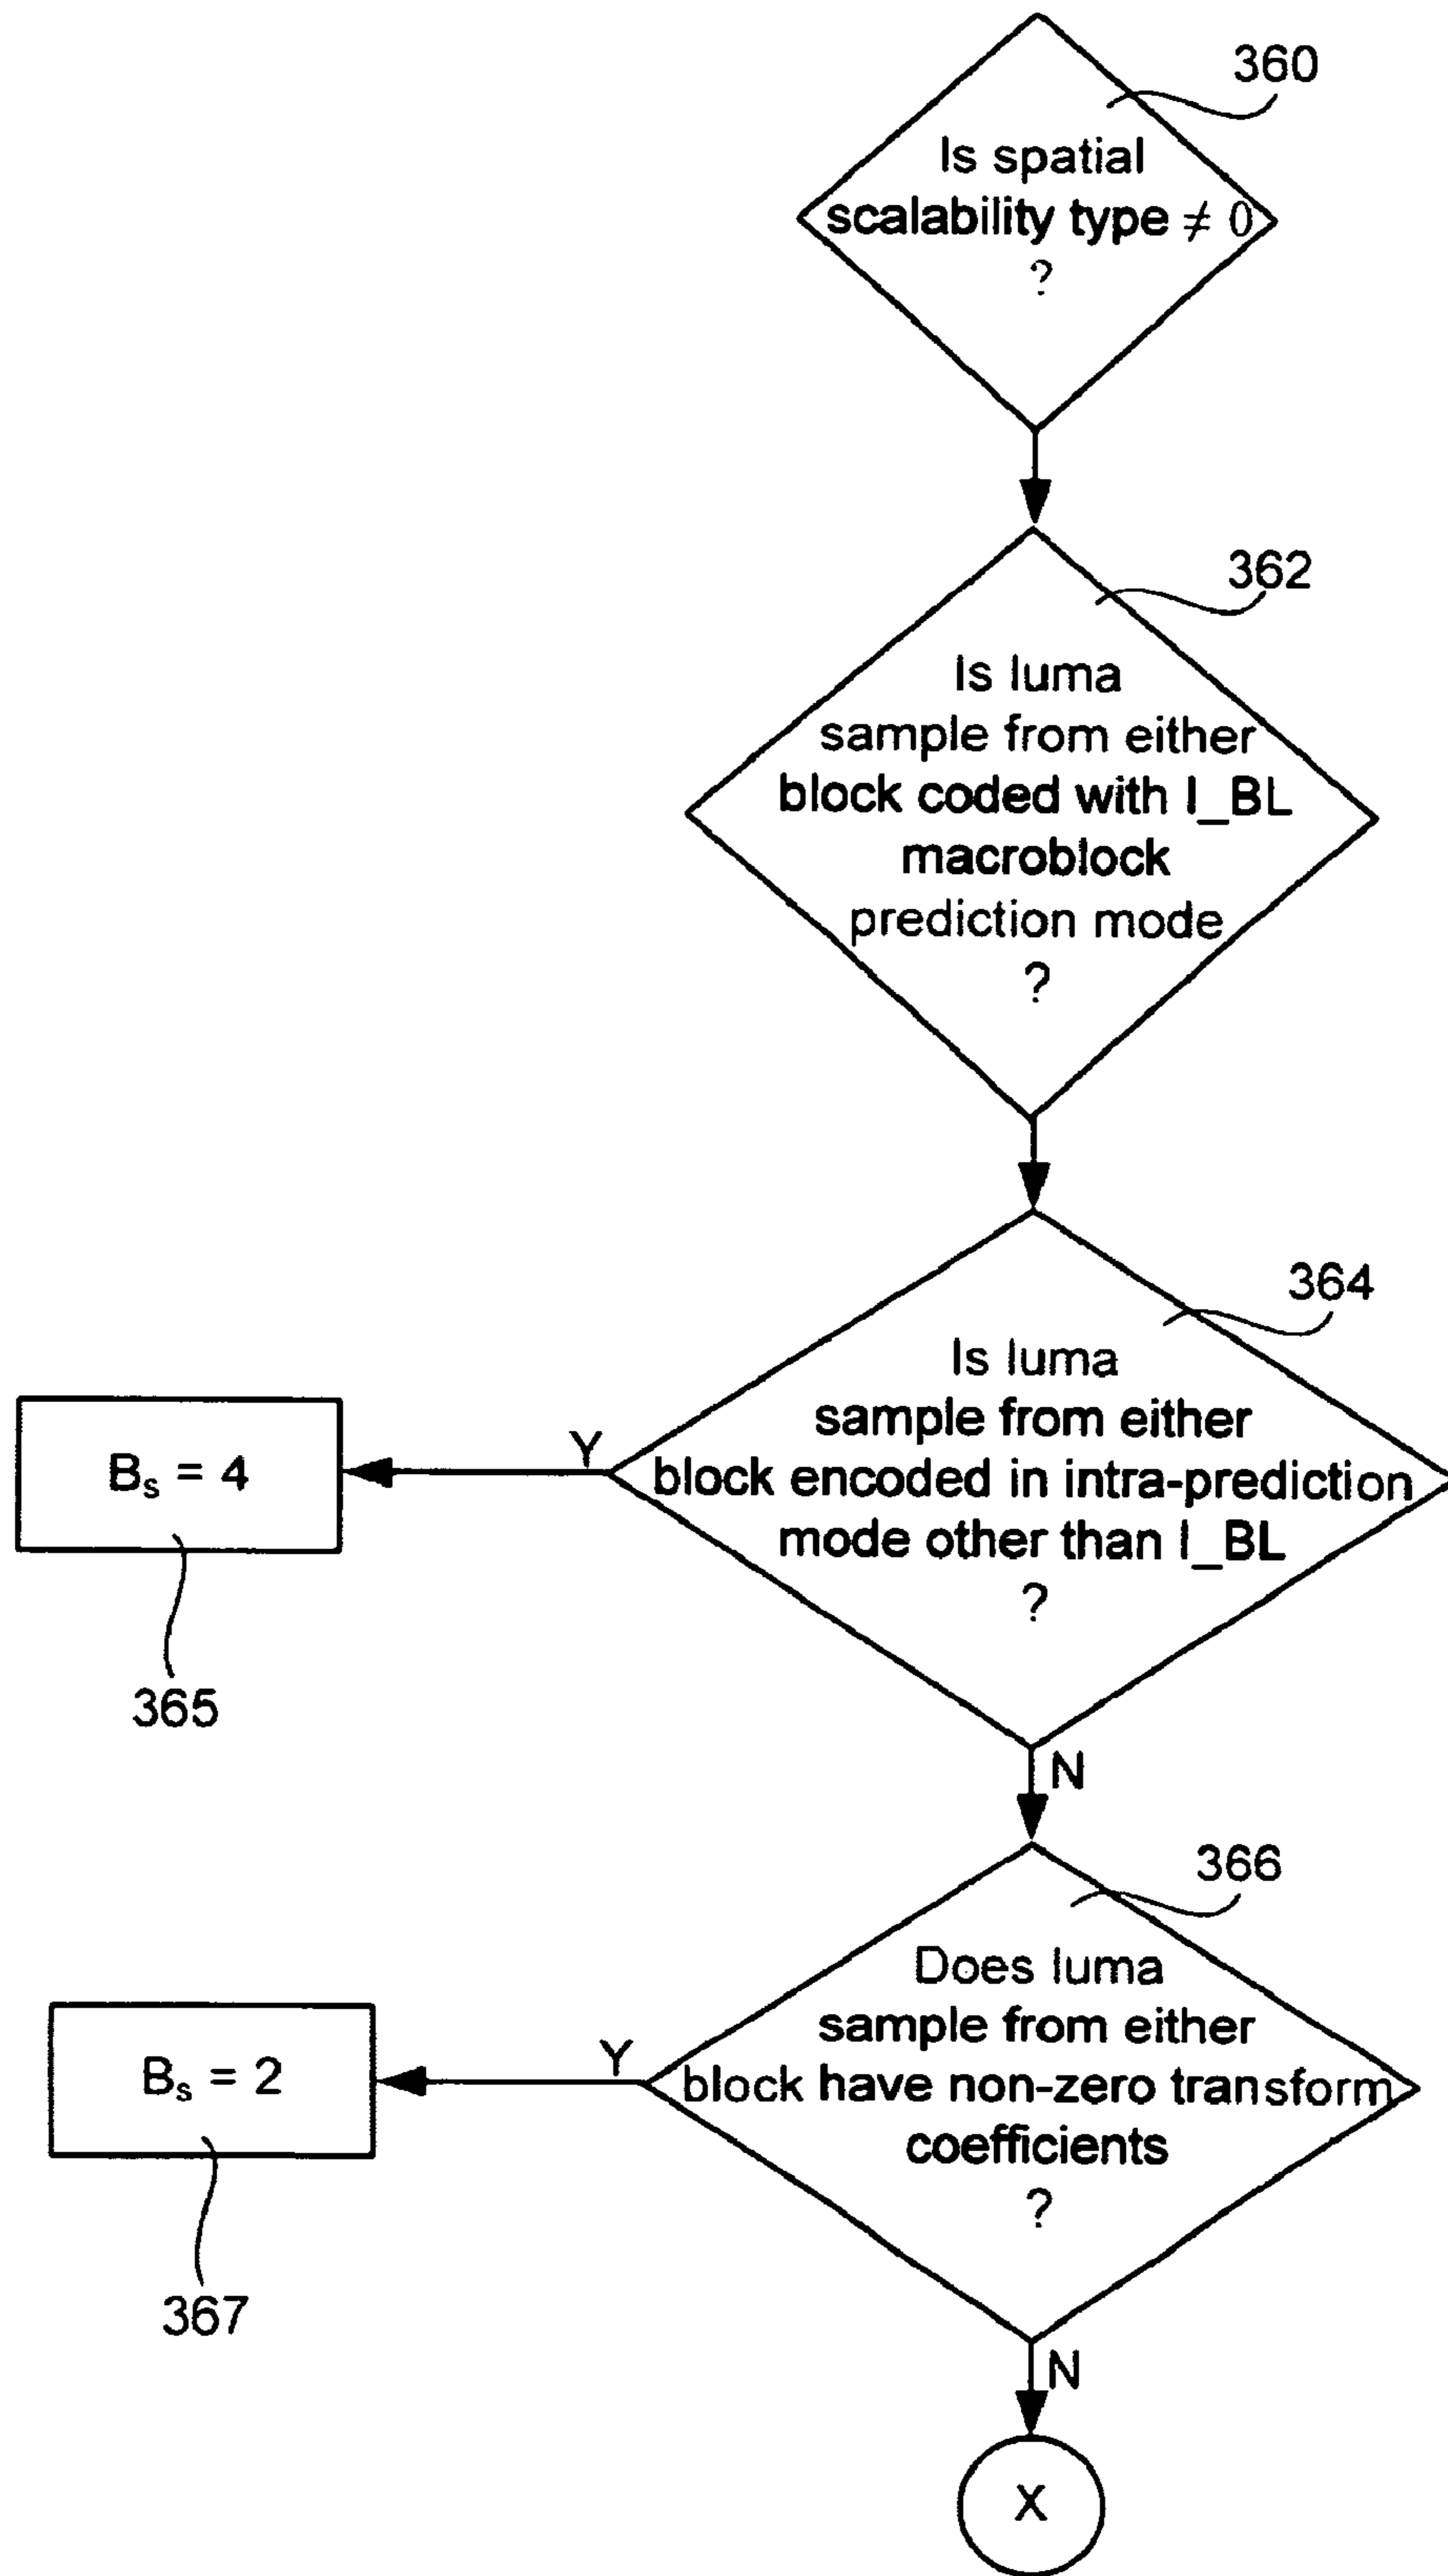 360
Is spatial
scalability type ≠ 0
?
362
Is luma
sample from either
block coded with I_BL
macroblock
prediction mode
?
364
Is luma
sample from either
block encoded in intra-prediction
mode other than I_BL
?
Y
Bs = 4
365
N
366
Does luma
sample from either
block have non-zero transform
coefficients
?
Y
Bs = 2
367
N
X